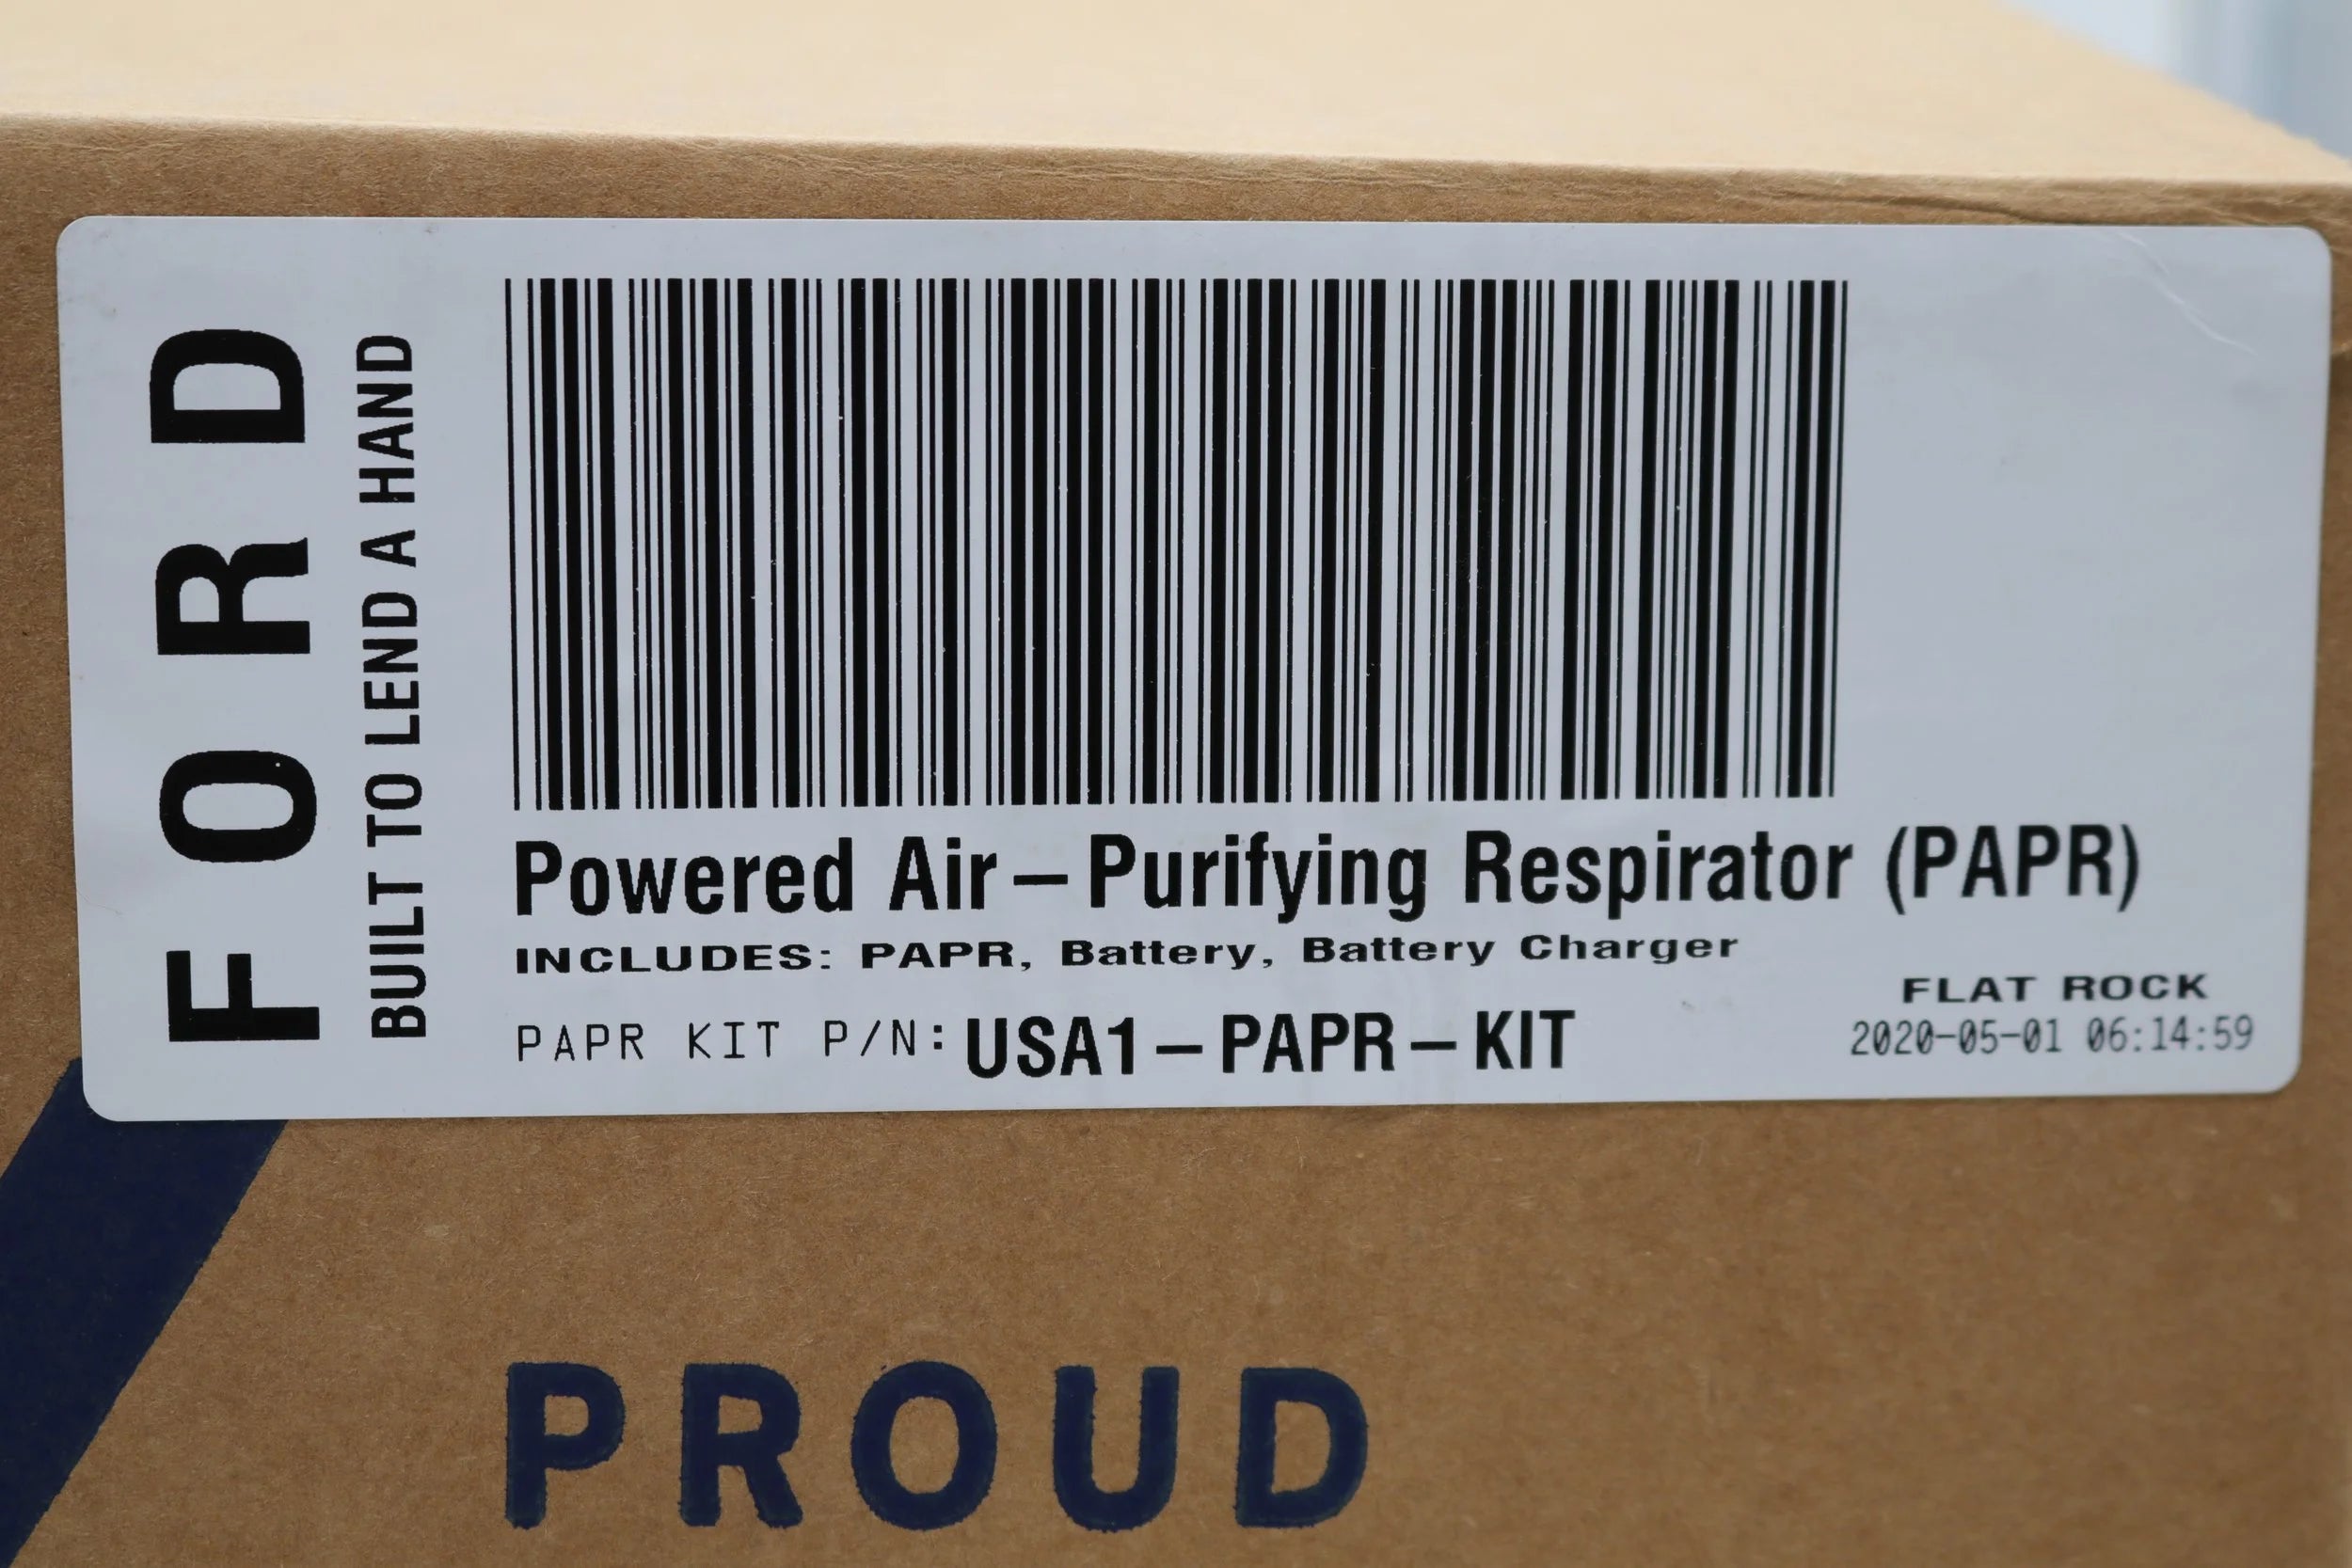 FORD
BUILT TO LEND A HAND
Powered Air-Purifying Respirator (PAPR)
INCLUDES: PAPR, Battery, Battery Charger
PAPR KIT P/N: USA1-PAPR-KIT
FLAT ROCK
2020-05-01 06:14:59
PROUD